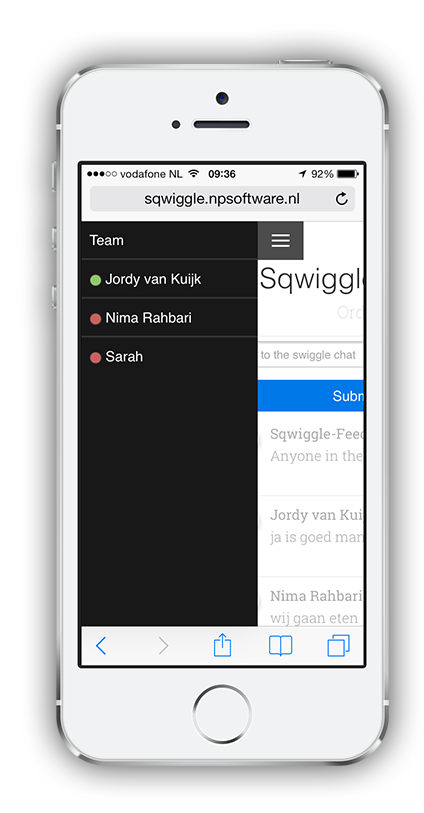 vodafone NL 09:36 92%
sqwiggle.npsoftware.nl
Team
Jordy van Kuijk
Nima Rahbari
Sarah
Sqwiggl
Ord
to the swiggle chat
Subm
Sqwiggle-Feed
Anyone in the
Jordy van Kui
ja is goed man
Nima Rahbari
wij gaan eten